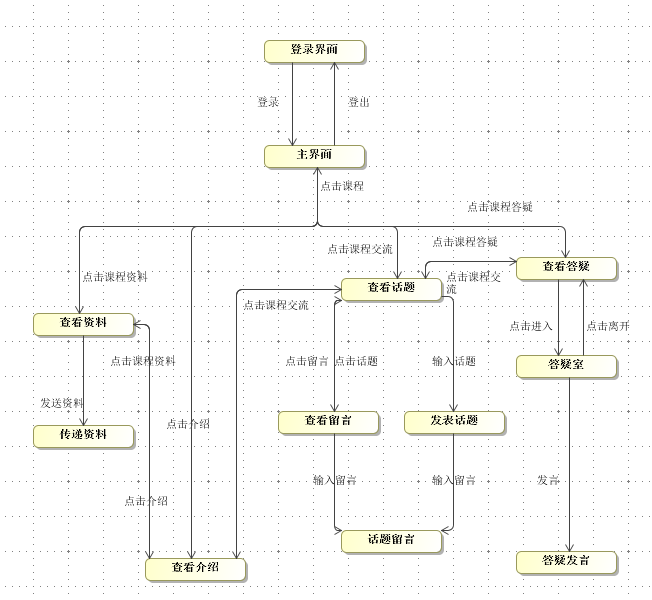 登录界面
登录
登出
主界面
点击课程
点击课程答疑
点击课程交流
点击课程答疑
查看答疑
点击课程资料
查看话题
点击课程交
流
点击课程交流
查看资料
点击进入
点击离开
点击课程资料
点击留言
点击话题
输入话题
答疑室
发送资料
点击介绍
查看留言
发表话题
传递资料
输入留言
输入留言
发言
点击介绍
话题留言
查看介绍
答疑发言